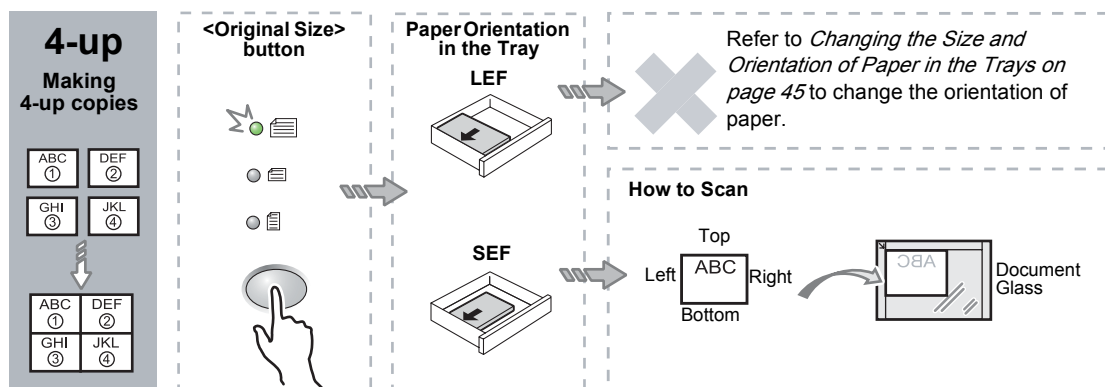 4-up
Making
4-up copies
ABC
①
DEF
②
GHI
③
JKL
④
ABC
①
DEF
②
GHI
③
JKL
④
<Original Size>
button
Paper Orientation
in the Tray
LEF
SEF
Refer to Changing the Size and
Orientation of Paper in the Trays on
page 45 to change the orientation of
paper.
How to Scan
Top
Left
ABC
Right
Bottom
ABC
Document
Glass